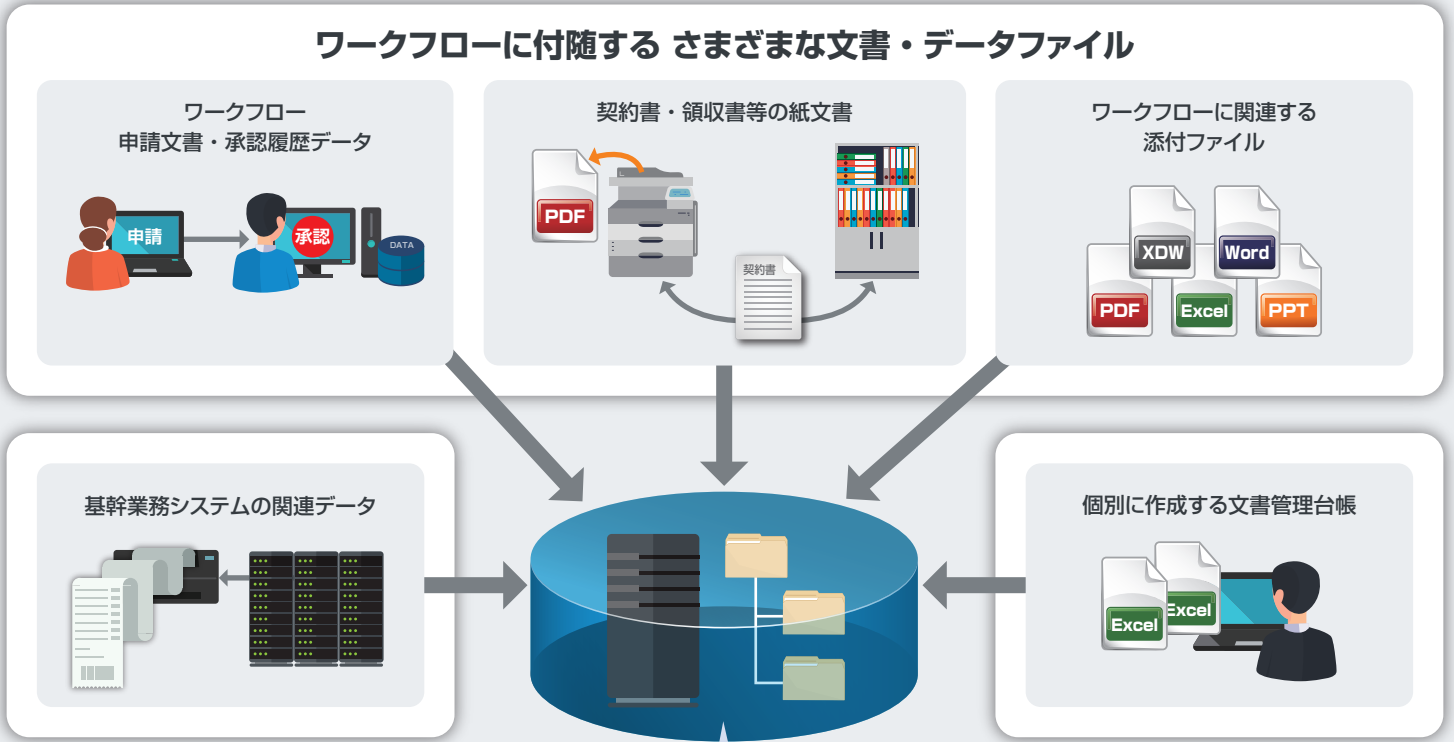 ワークフローに付随する さまざまな文書・データファイル
ワークフロー
申請文書・承認履歴データ
申請
承認
DATA
契約書・領収書等の紙文書
PDF
契約書
ワークフローに関連する
添付ファイル
XDW
Word
PDF
Excel
PPT
基幹業務システムの関連データ
個別に作成する文書管理台帳
Excel
Excel